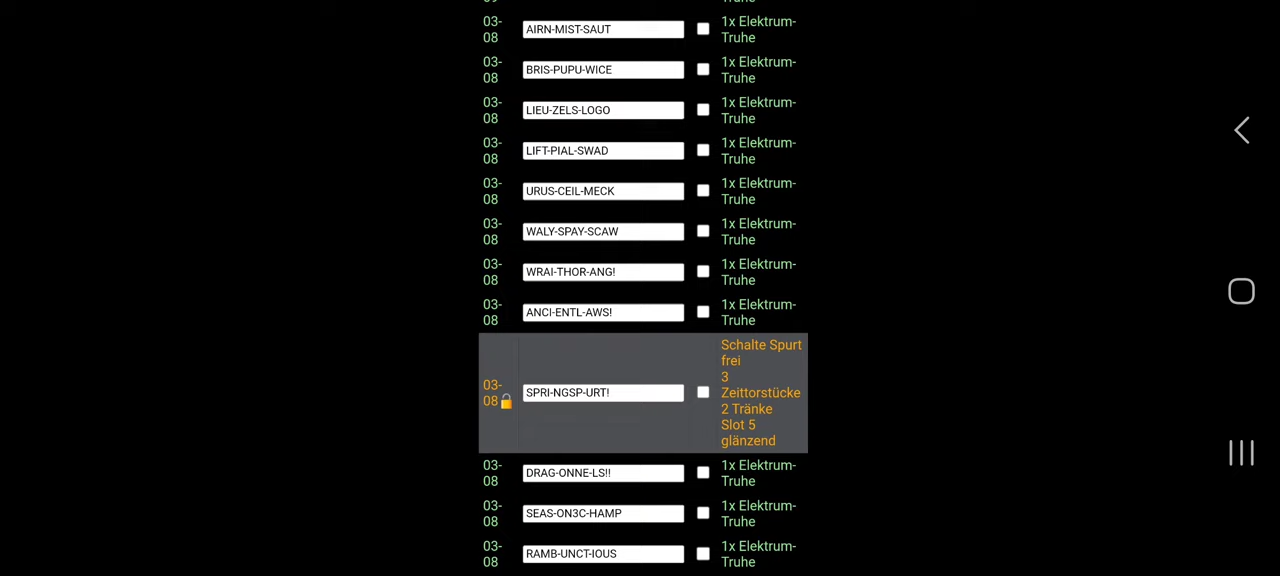 03- AIRN-MIST-SAUT 1x Elektrum-
08 Truhe
03- BRIS-PUPU-WICE 1x Elektrum-
08 Truhe
03- LIEU-ZELS-LOGO 1x Elektrum-
08 Truhe
03- LIFT-PIAL-SWAD 1x Elektrum-
08 Truhe
03- URUS-CEIL-MECK 1x Elektrum-
08 Truhe
03- WALY-SPAY-SCAW 1x Elektrum-
08 Truhe
03- WRAI-THOR-ANG! 1x Elektrum-
08 Truhe
03- ANCI-ENTL-AWS! 1x Elektrum-
08 Truhe
Schalte Spurt
frei
3
03- SPRI-NGSP-URT! Zeittorstücke
08 2 Tränke
Slot 5
glänzend
03- DRAG-ONNE-LS!! 1x Elektrum-
08 Truhe
03- SEAS-ON3C-HAMP 1x Elektrum-
08 Truhe
03- RAMB-UNCT-IOUS 1x Elektrum-
08 Truhe